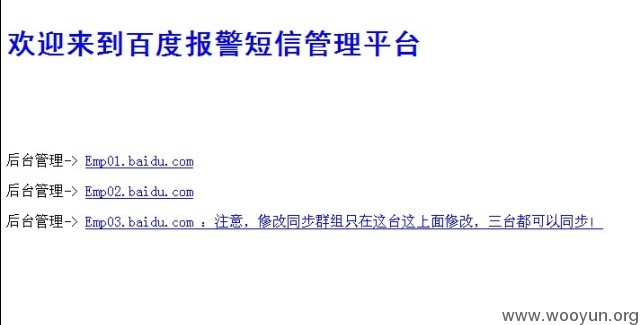 欢迎来到百度报警短信管理平台
后台管理-> Emp01.baidu.com
后台管理-> Emp02.baidu.com
后台管理-> Emp03.baidu.com : 注意，修改同步群组只在这台这上面修改，三台都可以同步!
www.wooyun.org